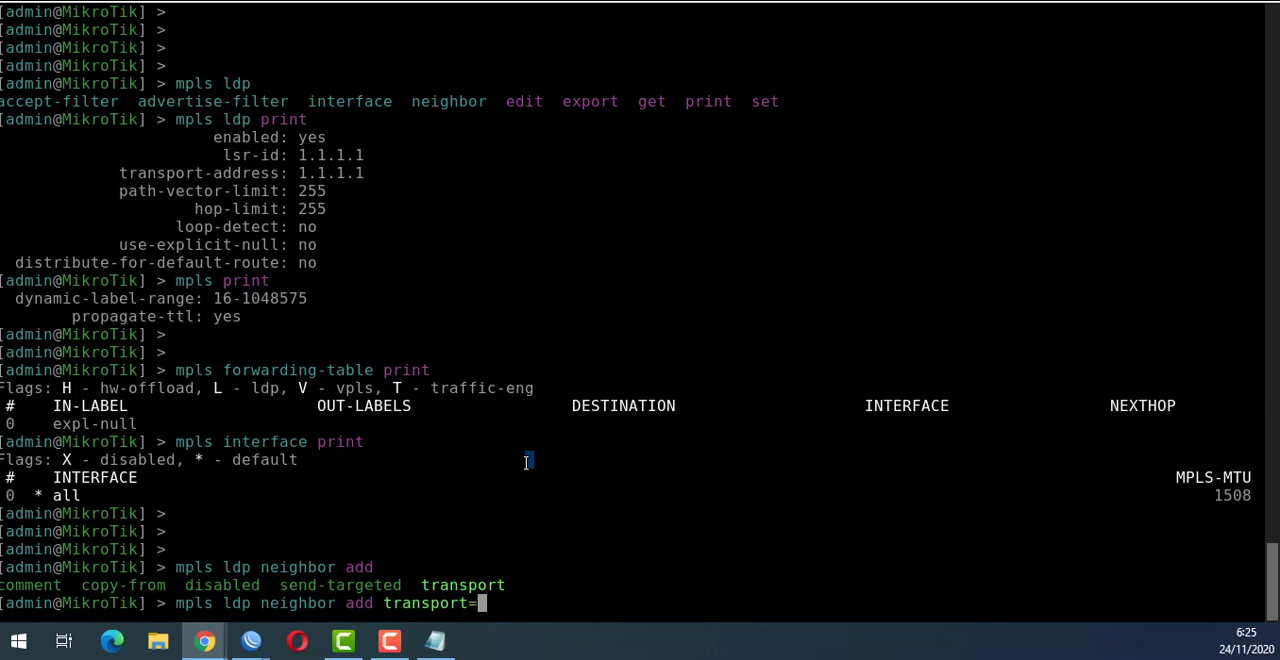 [admin@MikroTik] >
[admin@MikroTik] >
[admin@MikroTik] >
[admin@MikroTik] >
[admin@MikroTik] > mpls ldp
accept-filter  advertise-filter  interface  neighbor  edit  export  get  print  set
[admin@MikroTik] > mpls ldp print
enabled: yes
lsr-id: 1.1.1.1
transport-address: 1.1.1.1
path-vector-limit: 255
hop-limit: 255
loop-detect: no
use-explicit-null: no
distribute-for-default-route: no
[admin@MikroTik] > mpls print
dynamic-label-range: 16-1048575
propagate-ttl: yes
[admin@MikroTik] >
[admin@MikroTik] >
[admin@MikroTik] > mpls forwarding-table print
Flags: H - hw-offload, L - ldp, V - vpls, T - traffic-eng
#    IN-LABEL    OUT-LABELS    DESTINATION    INTERFACE    NEXTHOP
0    expl-null
[admin@MikroTik] > mpls interface print
Flags: X - disabled, * - default
#    INTERFACE    MPLS-MTU
0  * all    1508
[admin@MikroTik] >
[admin@MikroTik] >
[admin@MikroTik] >
[admin@MikroTik] > mpls ldp neighbor add
comment  copy-from  disabled  send-targeted  transport
[admin@MikroTik] > mpls ldp neighbor add transport=
6:25
24/11/2020